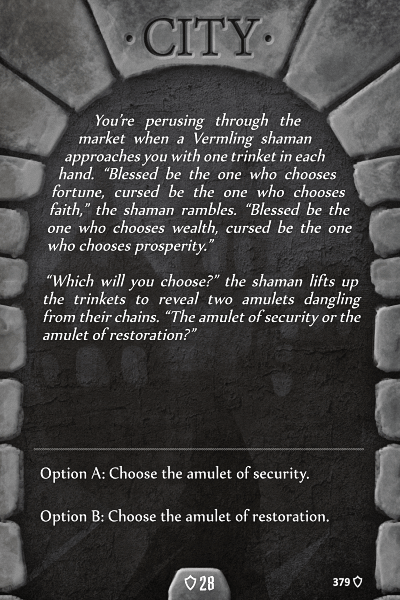 CITY
You're perusing through the
market when a Vermling shaman
approaches you with one trinket in each
hand. “Blessed be the one who chooses
fortune, cursed be the one who chooses
faith,” the shaman rambles. “Blessed be the
one who chooses wealth, cursed be the one
who chooses prosperity.”
“Which will you choose?” the shaman lifts up
the trinkets to reveal two amulets dangling
from their chains. “The amulet of security or the
amulet of restoration?”
Option A: Choose the amulet of security.
Option B: Choose the amulet of restoration.
28
379